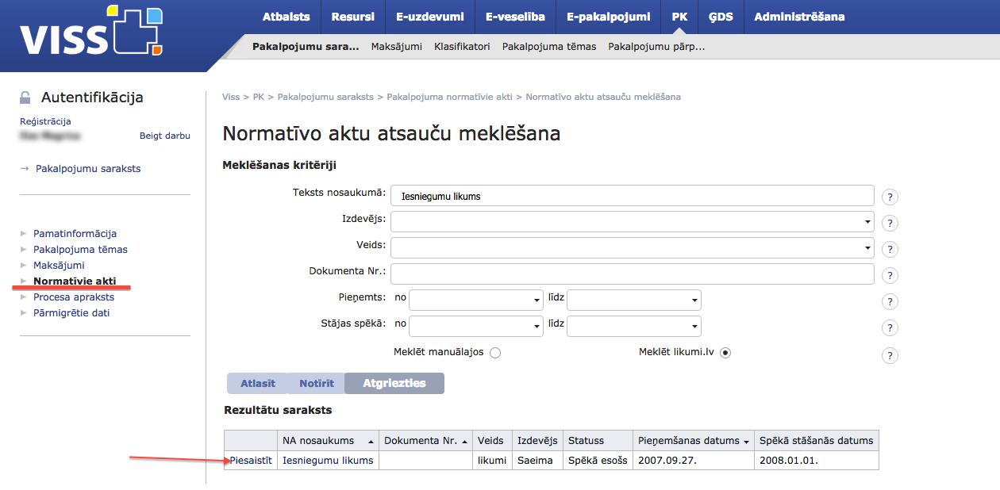 VISS
Atbalsts Resursi E-uzdevumi E-veselība E-pakalpojumi PK ĢDS Administrēšana
Pakalpojumu sara... Maksājumi Klasifikatori Pakalpojuma tēmas Pakalpojumu pārp...
Autentifikācija
Reģistrācija
Beigt darbu
→ Pakalpojumu saraksts
Pamatinformācija
Pakalpojuma tēmas
Maksājumi
Normatīvie akti
Procesa apraksts
Pārmigrētie dati
Viss > PK > Pakalpojumu saraksts > Pakalpojuma normatīvie akti > Normatīvo aktu atsauču meklēšana
Normatīvo aktu atsauču meklēšana
Meklēšanas kritēriji
Teksts nosaukumā: Iesniegumu likums ?
Izdevējs: ?
Veids: ?
Dokumenta Nr.: ?
Pieņemts: no līdz ?
Stājas spēkā: no līdz ?
Meklēt manuālajos Meklēt likumi.lv ?
Atlasīt Notīrīt Atgriezties
Rezultātu saraksts
NA nosaukums Dokumenta Nr. Veids Izdevējs Statuss Pieņemšanas datums Spēkā stāšanās datums
Piesaistīt Iesniegumu likums likumi Saeima Spēkā esošs 2007.09.27. 2008.01.01.